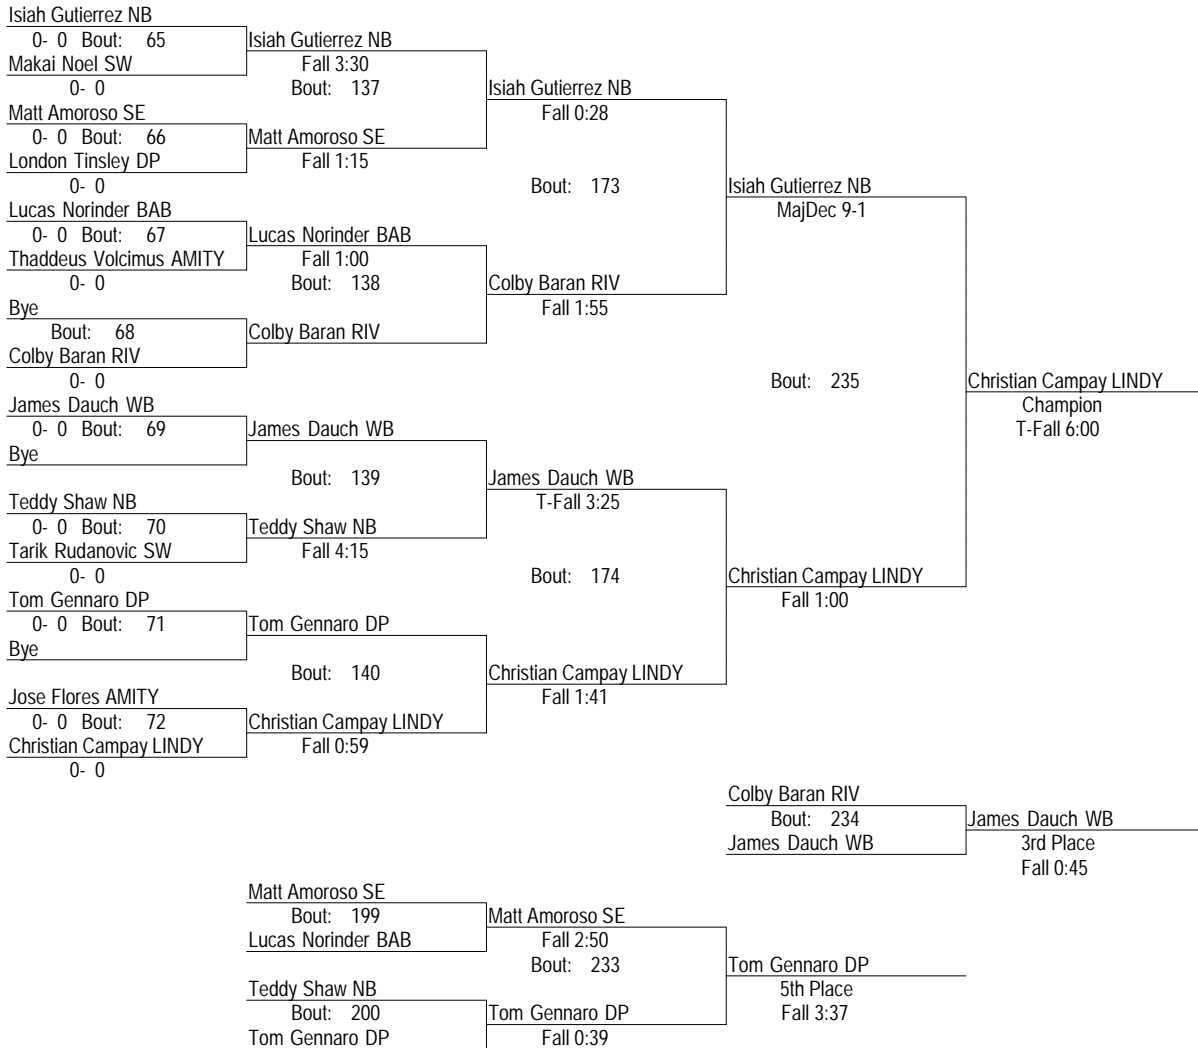 Isiah Gutierrez NB
0- 0 Bout: 65
Isiah Gutierrez NB
Makai Noel SW
Fall 3:30
0- 0
Bout: 137
Isiah Gutierrez NB
Matt Amoroso SE
Fall 0:28
0- 0 Bout: 66
Matt Amoroso SE
London Tinsley DP
Fall 1:15
0- 0
Bout: 173
Isiah Gutierrez NB
Lucas Norinder BAB
MajDec 9-1
0- 0 Bout: 67
Lucas Norinder BAB
Thaddeus Volcimus AMITY
Fall 1:00
0- 0
Bout: 138
Colby Baran RIV
Bye
Fall 1:55
Bout: 68
Colby Baran RIV
Colby Baran RIV
0- 0
Bout: 235
Christian Campay LINDY
James Dauch WB
Champion
0- 0 Bout: 69
James Dauch WB
T-Fall 6:00
Bye
Bout: 139
James Dauch WB
Teddy Shaw NB
T-Fall 3:25
0- 0 Bout: 70
Teddy Shaw NB
Tarik Rudanovic SW
Fall 4:15
0- 0
Bout: 174
Christian Campay LINDY
Tom Gennaro DP
Fall 1:00
0- 0 Bout: 71
Tom Gennaro DP
Bye
Bout: 140
Christian Campay LINDY
Jose Flores AMITY
Fall 1:41
0- 0 Bout: 72
Christian Campay LINDY
Christian Campay LINDY
Fall 0:59
0- 0
Colby Baran RIV
Bout: 234
James Dauch WB
James Dauch WB
3rd Place
Fall 0:45
Matt Amoroso SE
Bout: 199
Matt Amoroso SE
Lucas Norinder BAB
Fall 2:50
Bout: 233
Tom Gennaro DP
Teddy Shaw NB
5th Place
Bout: 200
Tom Gennaro DP
Fall 3:37
Tom Gennaro DP
Fall 0:39